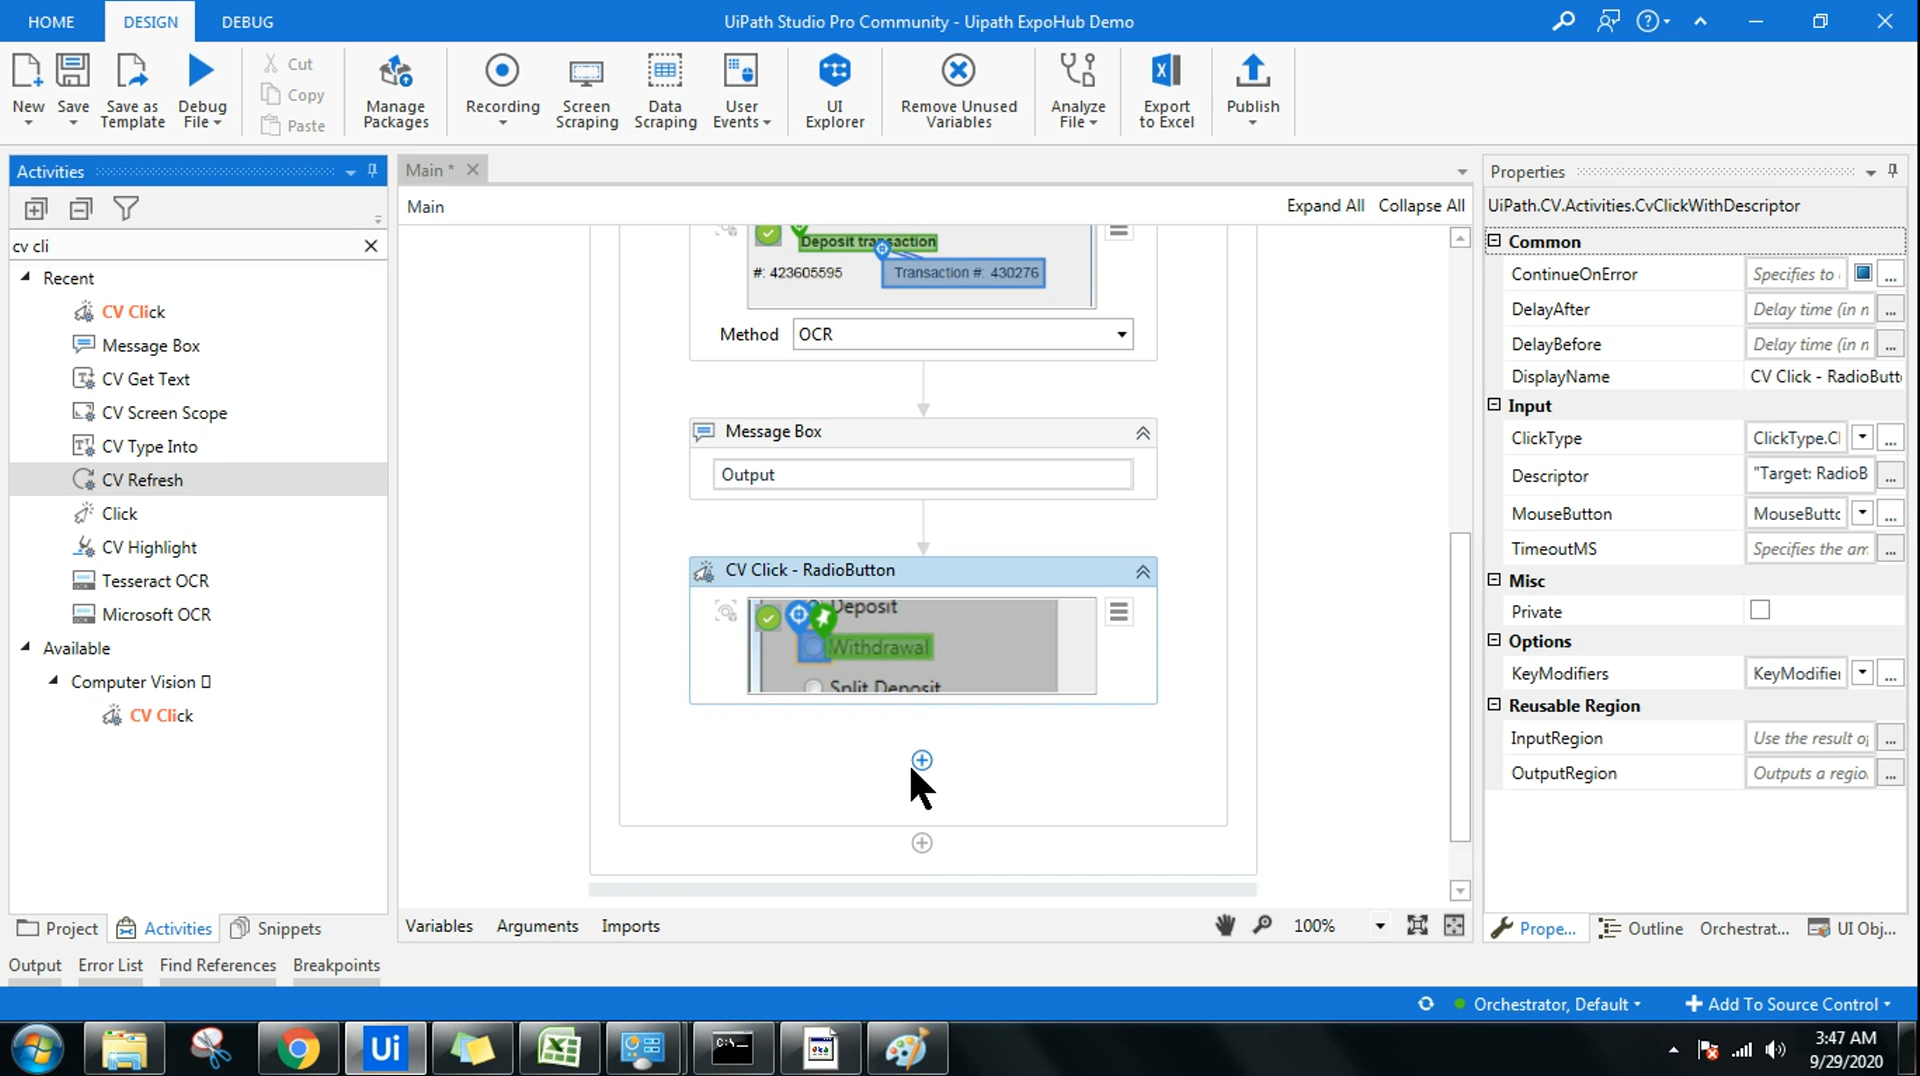 HOME DESIGN DEBUG UiPath Studio Pro Community - Uipath ExpoHub Demo
New Save Save as Template Debug File Cut Copy Paste Manage Packages Recording Screen Scraping Data Scraping User Events UI Explorer Remove Unused Variables Analyze File Export to Excel Publish
Activities
cv cli
Recent
CV Click
Message Box
CV Get Text
CV Screen Scope
CV Type Into
CV Refresh
Click
CV Highlight
Tesseract OCR
Microsoft OCR
Available
Computer Vision
CV Click
Project Activities Snippets
Main *
Main Expand All Collapse All
Deposit transaction
#: 423605595 Transaction #: 430276
Method OCR
Message Box
Output
CV Click - RadioButton
Deposit
Withdrawal
Split Deposit
Variables Arguments Imports 100%
Properties
UiPath.CV.Activities.CvClickWithDescriptor
Common
ContinueOnError Specifies to ...
DelayAfter Delay time (in n ...
DelayBefore Delay time (in n ...
DisplayName CV Click - RadioButt
Input
ClickType ClickType.Cl ...
Descriptor "Target: RadioB ...
MouseButton MouseButtc ...
TimeoutMS Specifies the am ...
Misc
Private
Options
KeyModifiers KeyModifier ...
Reusable Region
InputRegion Use the result of ...
OutputRegion Outputs a regio ...
Prope... Outline Orchestrat... UI Obj...
Output Error List Find References Breakpoints
Orchestrator, Default Add To Source Control
Ui
C:\
3:47 AM
9/29/2020